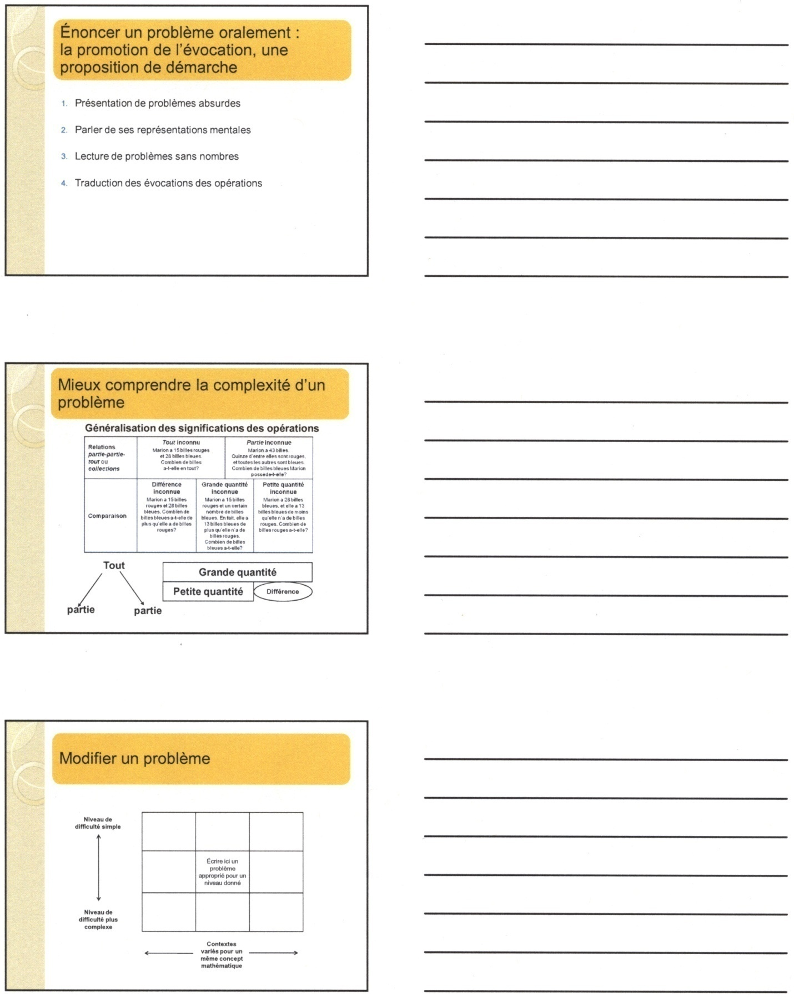 Énoncer un problème oralement :
la promotion de l'évocation, une
proposition de démarche
1. Présentation de problèmes absurdes
2. Parler de ses représentations mentales
3. Lecture de problèmes sans nombres
4. Traduction des évocations des opérations
Mieux comprendre la complexité d'un
problème
Généralisation des significations des opérations
Relations
partie-partie-
tout ou
collections
Tout inconnu
Marion a 15 billes rouges
et 28 billes bleues.
Combien de billes
a-t-elle en tout?
Partie inconnue
Marion a 43 billes.
Quinze d'entre elles sont rouges,
et toutes les autres sont bleues.
Combien de billes bleues Marion
possède-t-elle?
Comparaison
Différence
inconnue
Marion a 15 billes
rouges et 28 billes
bleues. Combien de
billes bleues a-t-elle de
plus qu'elle a de billes
rouges?
Grande quantité
inconnue
Marion a 15 billes
rouges et un certain
nombre de billes
bleues. En fait, elle a
13 billes bleues de
plus qu'elle n'a de
billes rouges.
Combien de billes
bleues a-t-elle?
Petite quantité
inconnue
Marion a 28 billes
bleues, et elle a 13
billes bleues de moins
qu'elle n'a de billes
rouges. Combien de
billes rouges a-t-elle?
Tout
partie
partie
Grande quantité
Petite quantité
Différence
Modifier un problème
Niveau de
difficulté simple
Écrire ici un
problème
approprié pour un
niveau donné
Niveau de
difficulté plus
complexe
Contextes
variés pour un
même concept
mathématique